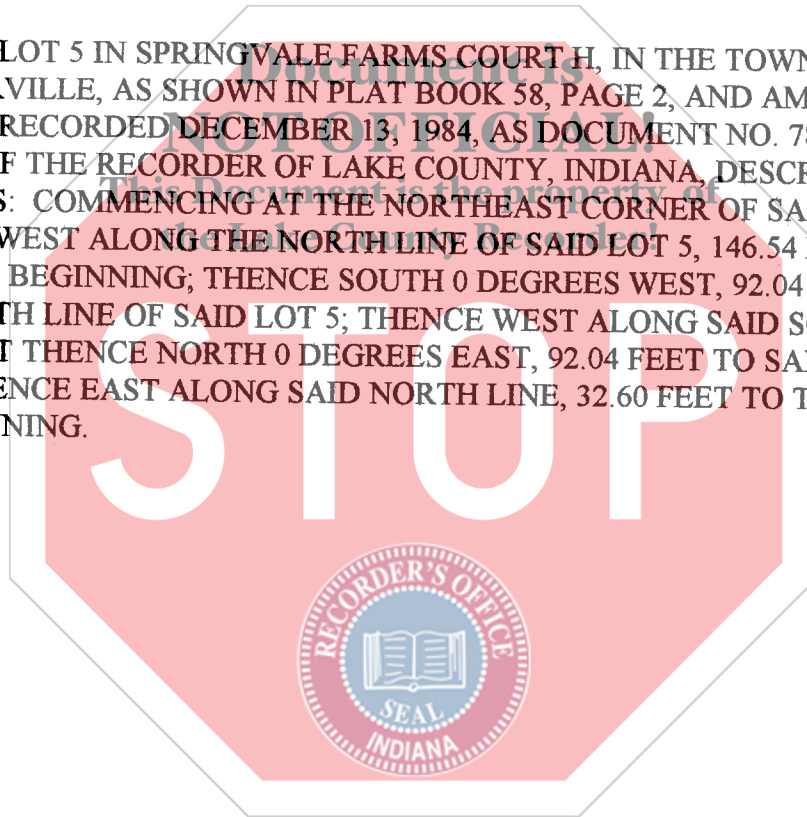 LOT 5 IN SPRINGVALE FARMS COURT H, IN THE TOWN
VILLE, AS SHOWN IN PLAT BOOK 58, PAGE 2, AND AM
RECORDED DECEMBER 13, 1984, AS DOCUMENT NO. 78
F THE RECORDER OF LAKE COUNTY, INDIANA, DESCR
S: COMMENCING AT THE NORTHEAST CORNER OF SA
WEST ALONG THE NORTH LINE OF SAID LOT 5, 146.54
BEGINNING; THENCE SOUTH 0 DEGREES WEST, 92.04
TH LINE OF SAID LOT 5; THENCE WEST ALONG SAID S
T THENCE NORTH 0 DEGREES EAST, 92.04 FEET TO SA
ENCE EAST ALONG SAID NORTH LINE, 32.60 FEET TO T
NING.
Document is
NOT OFFICIAL!
This Document is the property of
the Lake County Recorder!
STOP
RECORDER'S OFFICE
SEAL
INDIANA